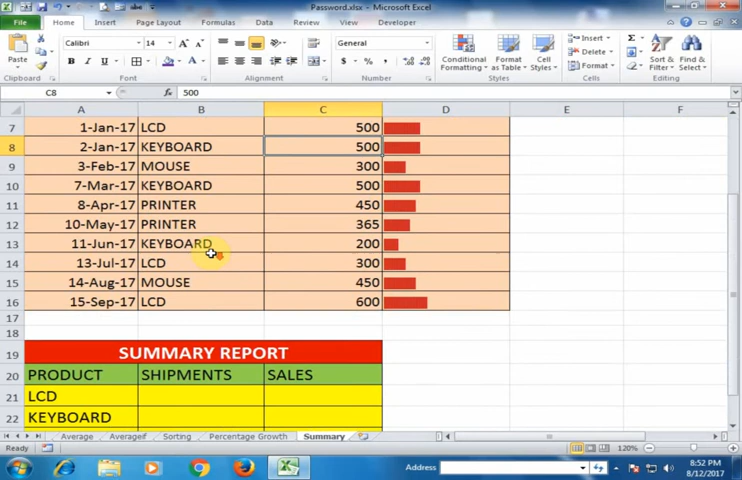 Password.xlsx - Microsoft Excel
File Home Insert Page Layout Formulas Data Review View Developer
Calibri 14 General Insert
Paste Conditional Formatting Format as Table Cell Styles Delete Sort & Filter Find & Select
Format
Clipboard Font Alignment Number Styles Cells Editing
C8 fx 500
A B C D E F
7 1-Jan-17 LCD 500
8 2-Jan-17 KEYBOARD 500
9 3-Feb-17 MOUSE 300
10 7-Mar-17 KEYBOARD 500
11 8-Apr-17 PRINTER 450
12 10-May-17 PRINTER 365
13 11-Jun-17 KEYBOARD 200
14 13-Jul-17 LCD 300
15 14-Aug-17 MOUSE 450
16 15-Sep-17 LCD 600
17
18
19 SUMMARY REPORT
20 PRODUCT SHIPMENTS SALES
21 LCD
22 KEYBOARD
Average Averageif Sorting Percentage Growth Summary
Ready 120%
Address 8:52 PM
8/12/2017